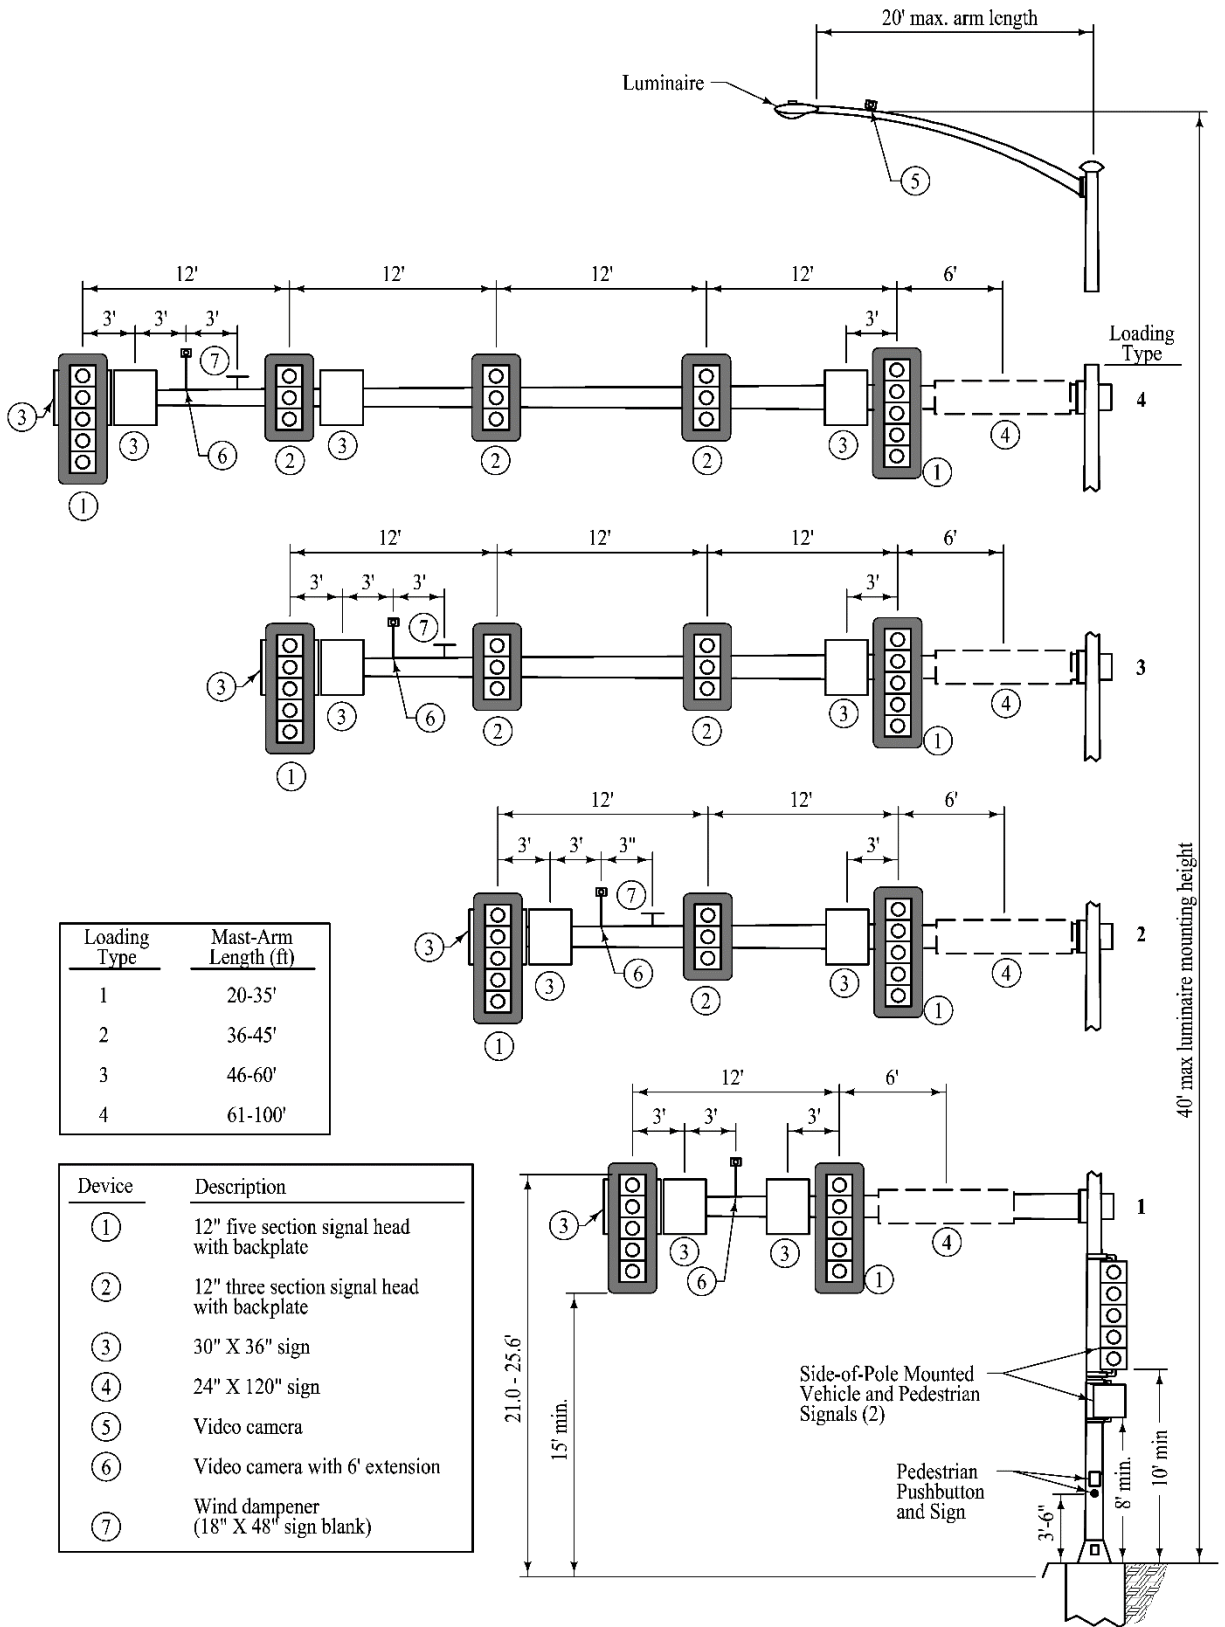 20' max. arm length
Luminaire
5
12' 12' 12' 12' 6'
3' 3' 3' 3'
Loading
Type
7
3 3 6 2 3 2 2 3 4 4
1 1
12' 12' 12' 6'
3' 3' 3' 3'
7
3 3 6 2 2 3 4 3
1 1
12' 12' 6'
3' 3' 3" 3'
7
3 3 6 2 3 4 2
1 1
40' max luminaire mounting height
Loading Type Mast-Arm Length (ft)
1 20-35'
2 36-45'
3 46-60'
4 61-100'
12' 6'
3' 3' 3'
3 3 6 3 1 4 1
Device Description
1 12" five section signal head
with backplate
2 12" three section signal head
with backplate
3 30" X 36" sign
4 24" X 120" sign
5 Video camera
6 Video camera with 6' extension
7 Wind dampener
(18" X 48" sign blank)
21.0 - 25.6'
15' min.
Side-of-Pole Mounted
Vehicle and Pedestrian
Signals (2)
Pedestrian
Pushbutton
and Sign
3'-6"
8' min.
10' min